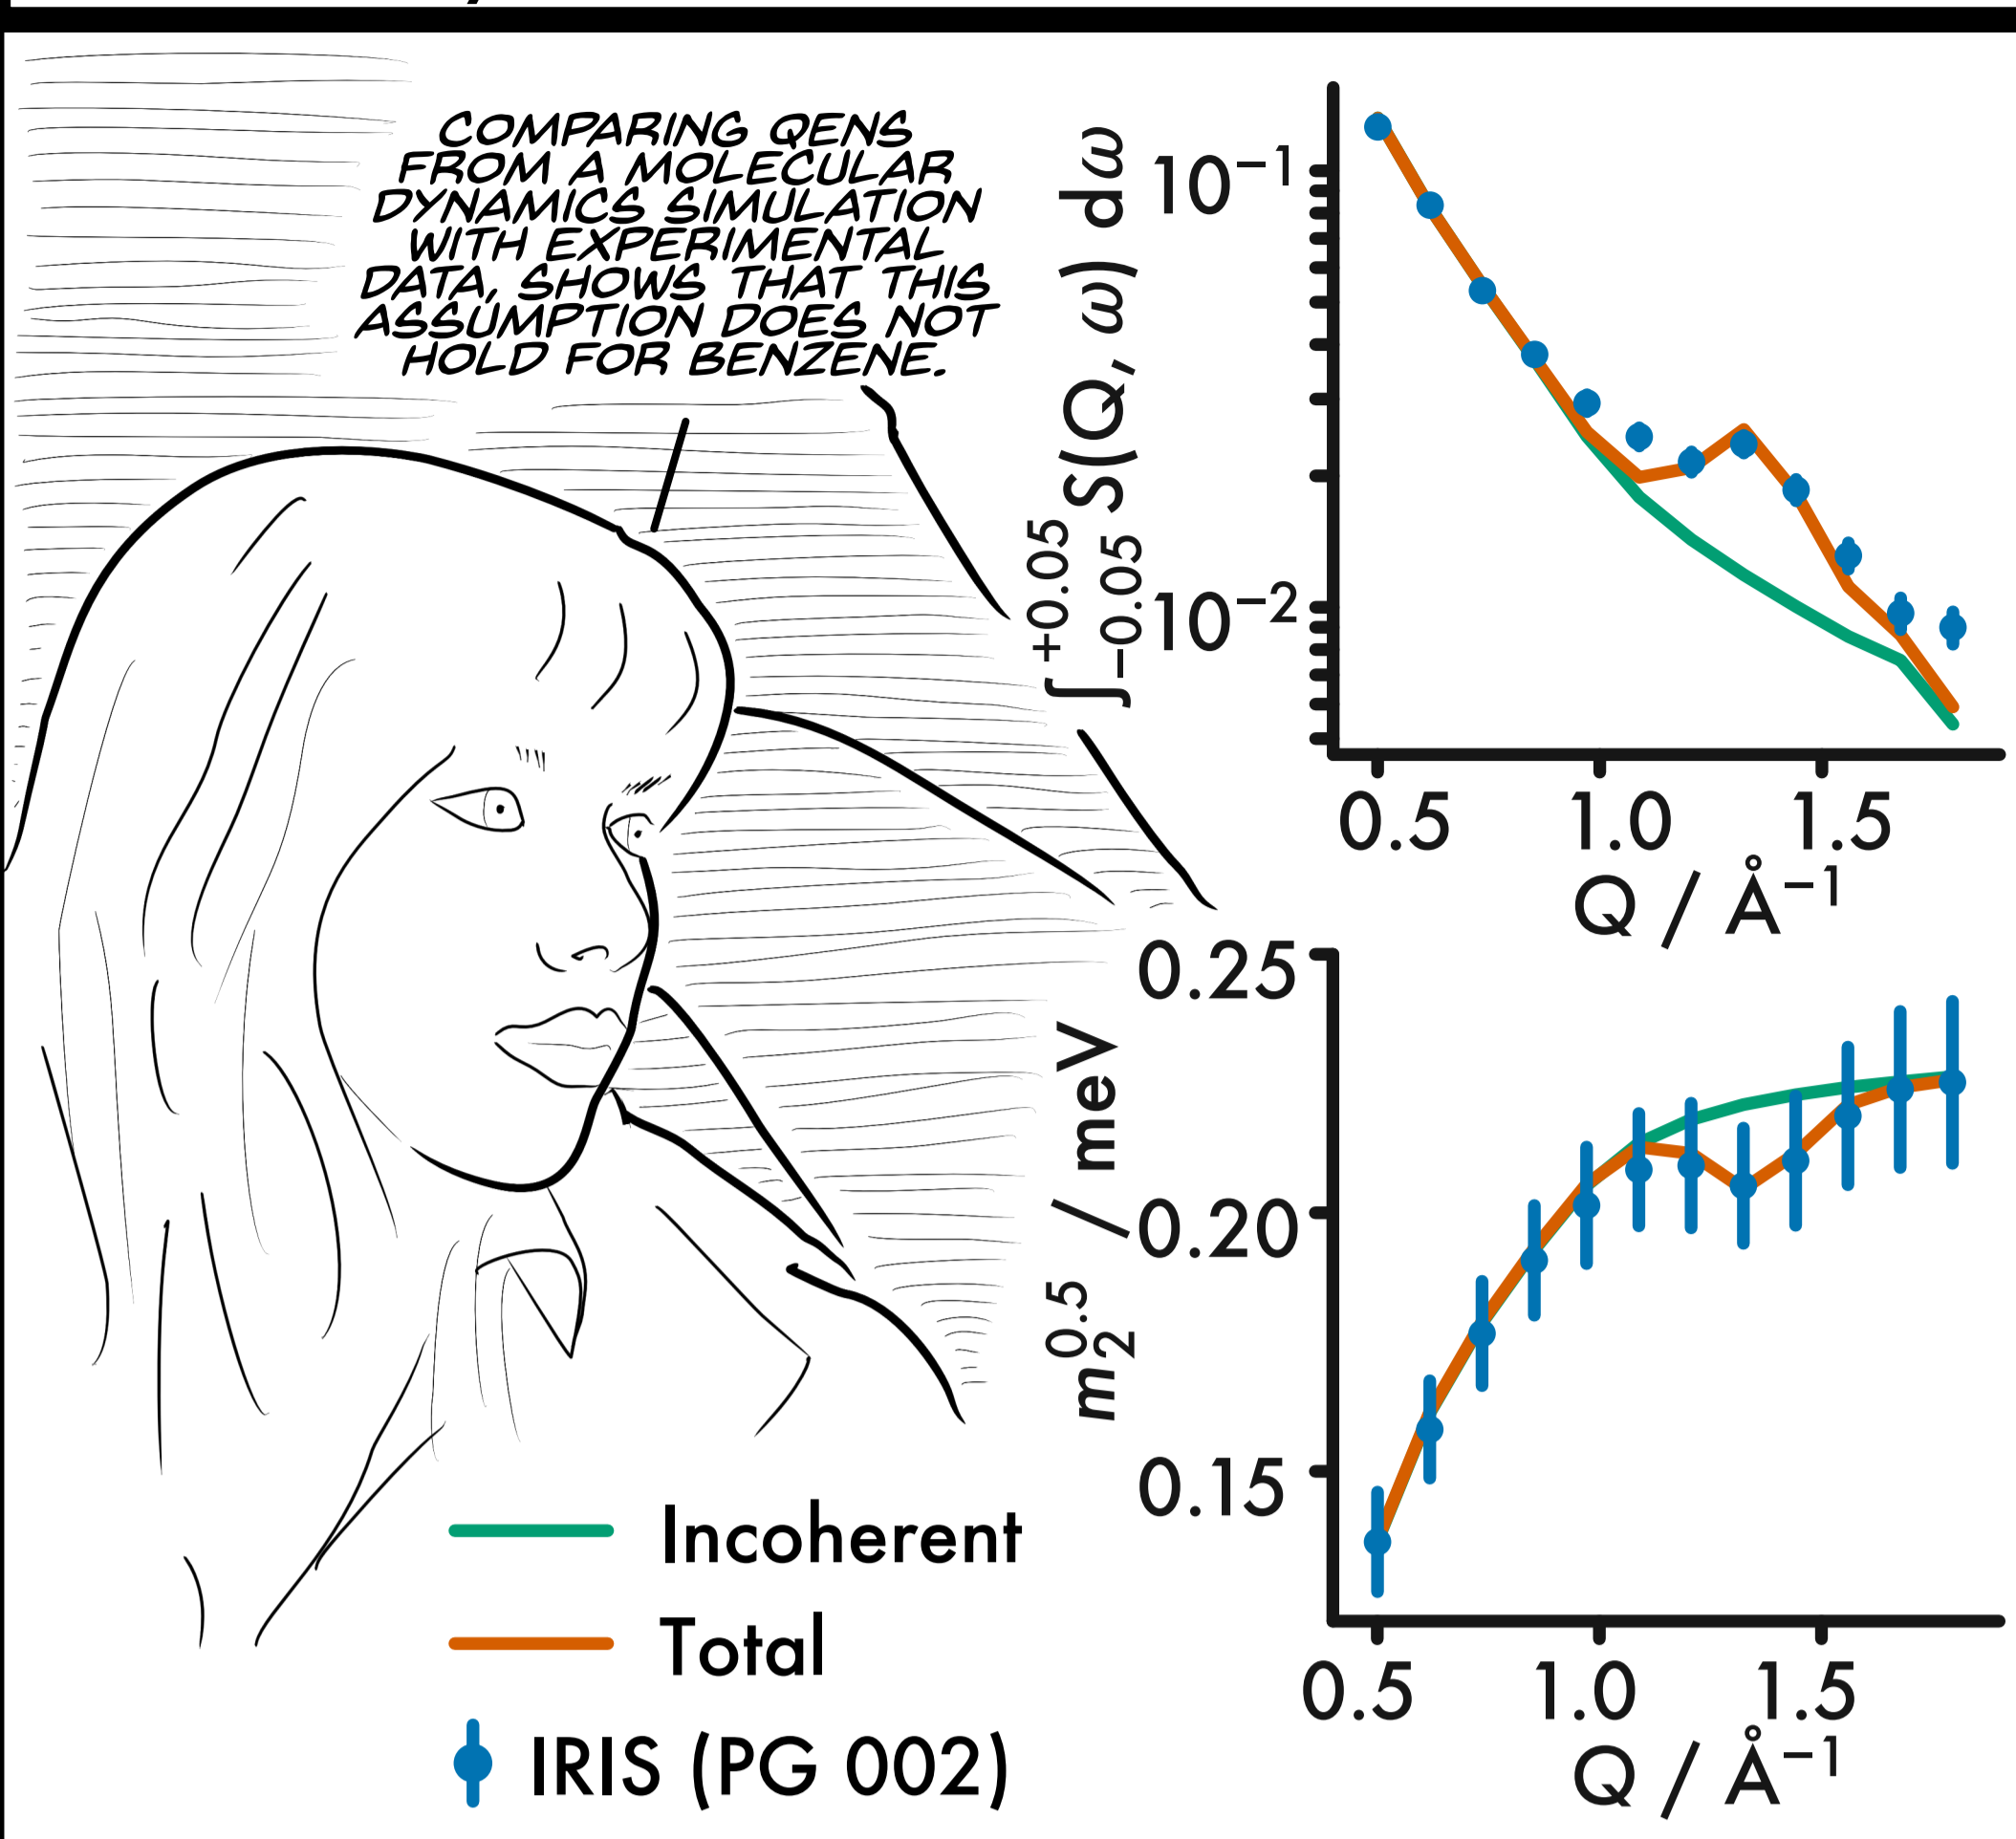 COMPARING QENS
FROM A MOLECULAR
DYNAMICS SIMULATION
WITH EXPERIMENTAL
DATA, SHOWS THAT THIS
ASSUMPTION DOES NOT
HOLD FOR BENZENE.
∫₋₀.₀₅⁺⁰·⁰⁵ S(Q, ω) dω
10⁻¹
10⁻²
0.5 1.0 1.5
Q / Å⁻¹
m₂⁰·⁵ / meV
0.25
0.20
0.15
0.5 1.0 1.5
Q / Å⁻¹
Incoherent
Total
IRIS (PG 002)